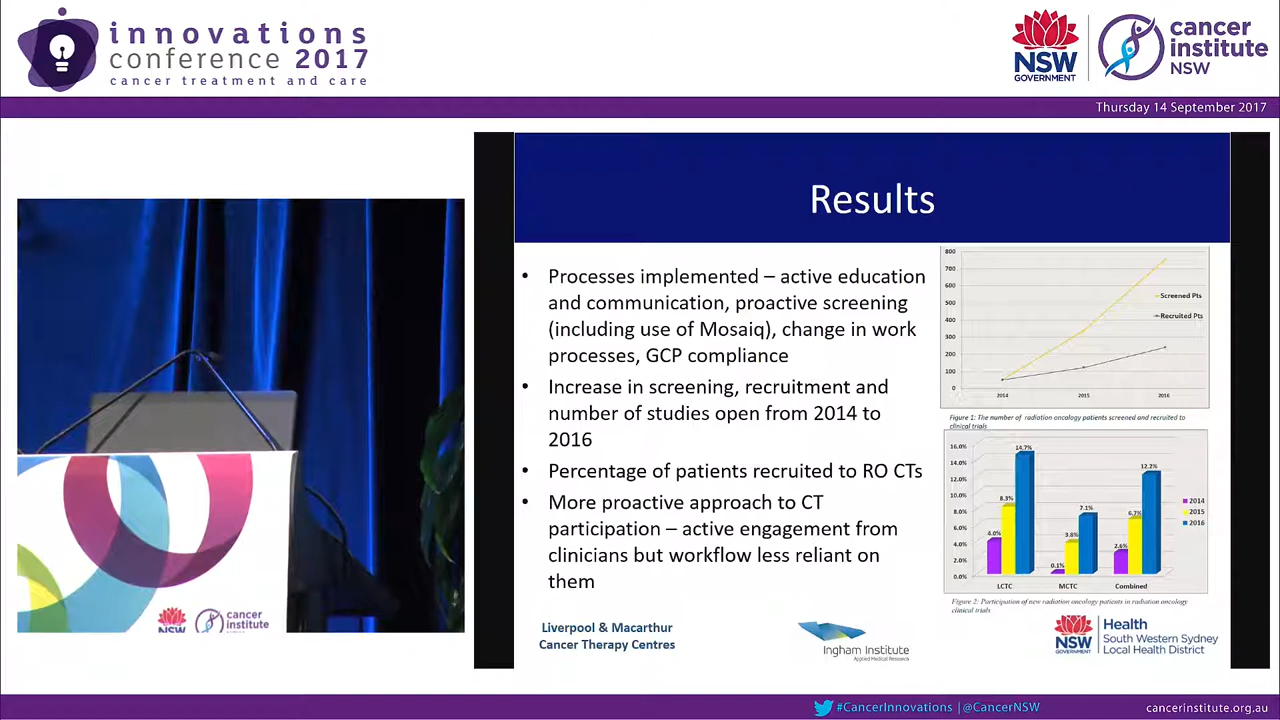 innovations
conference 2017
cancer treatment and care
NSW
GOVERNMENT
cancer
institute
NSW
Thursday 14 September 2017
Results
• Processes implemented – active education
and communication, proactive screening
(including use of Mosaiq), change in work
processes, GCP compliance
• Increase in screening, recruitment and
number of studies open from 2014 to
2016
• Percentage of patients recruited to RO CTs
• More proactive approach to CT
participation – active engagement from
clinicians but workflow less reliant on
them
800
700
600
500
400
300
200
100
0
2014
2015
2016
Screened Pts
Recruited Pts
Figure 1: The number of radiation oncology patients screened and recruited to
clinical trials
16.0%
14.0%
12.0%
10.0%
8.0%
6.0%
4.0%
2.0%
0.0%
4.0%
8.3%
14.7%
0.1%
3.8%
7.1%
2.6%
6.7%
12.2%
LCTC
MCTC
Combined
2014
2015
2016
Figure 2: Participation of new radiation oncology patients in radiation oncology
clinical trials
Liverpool & Macarthur
Cancer Therapy Centres
Ingham Institute
Applied Medical Research
NSW
GOVERNMENT
Health
South Western Sydney
Local Health District
NSW
cancer
institute
#CancerInnovations | @CancerNSW
cancerinstitute.org.au